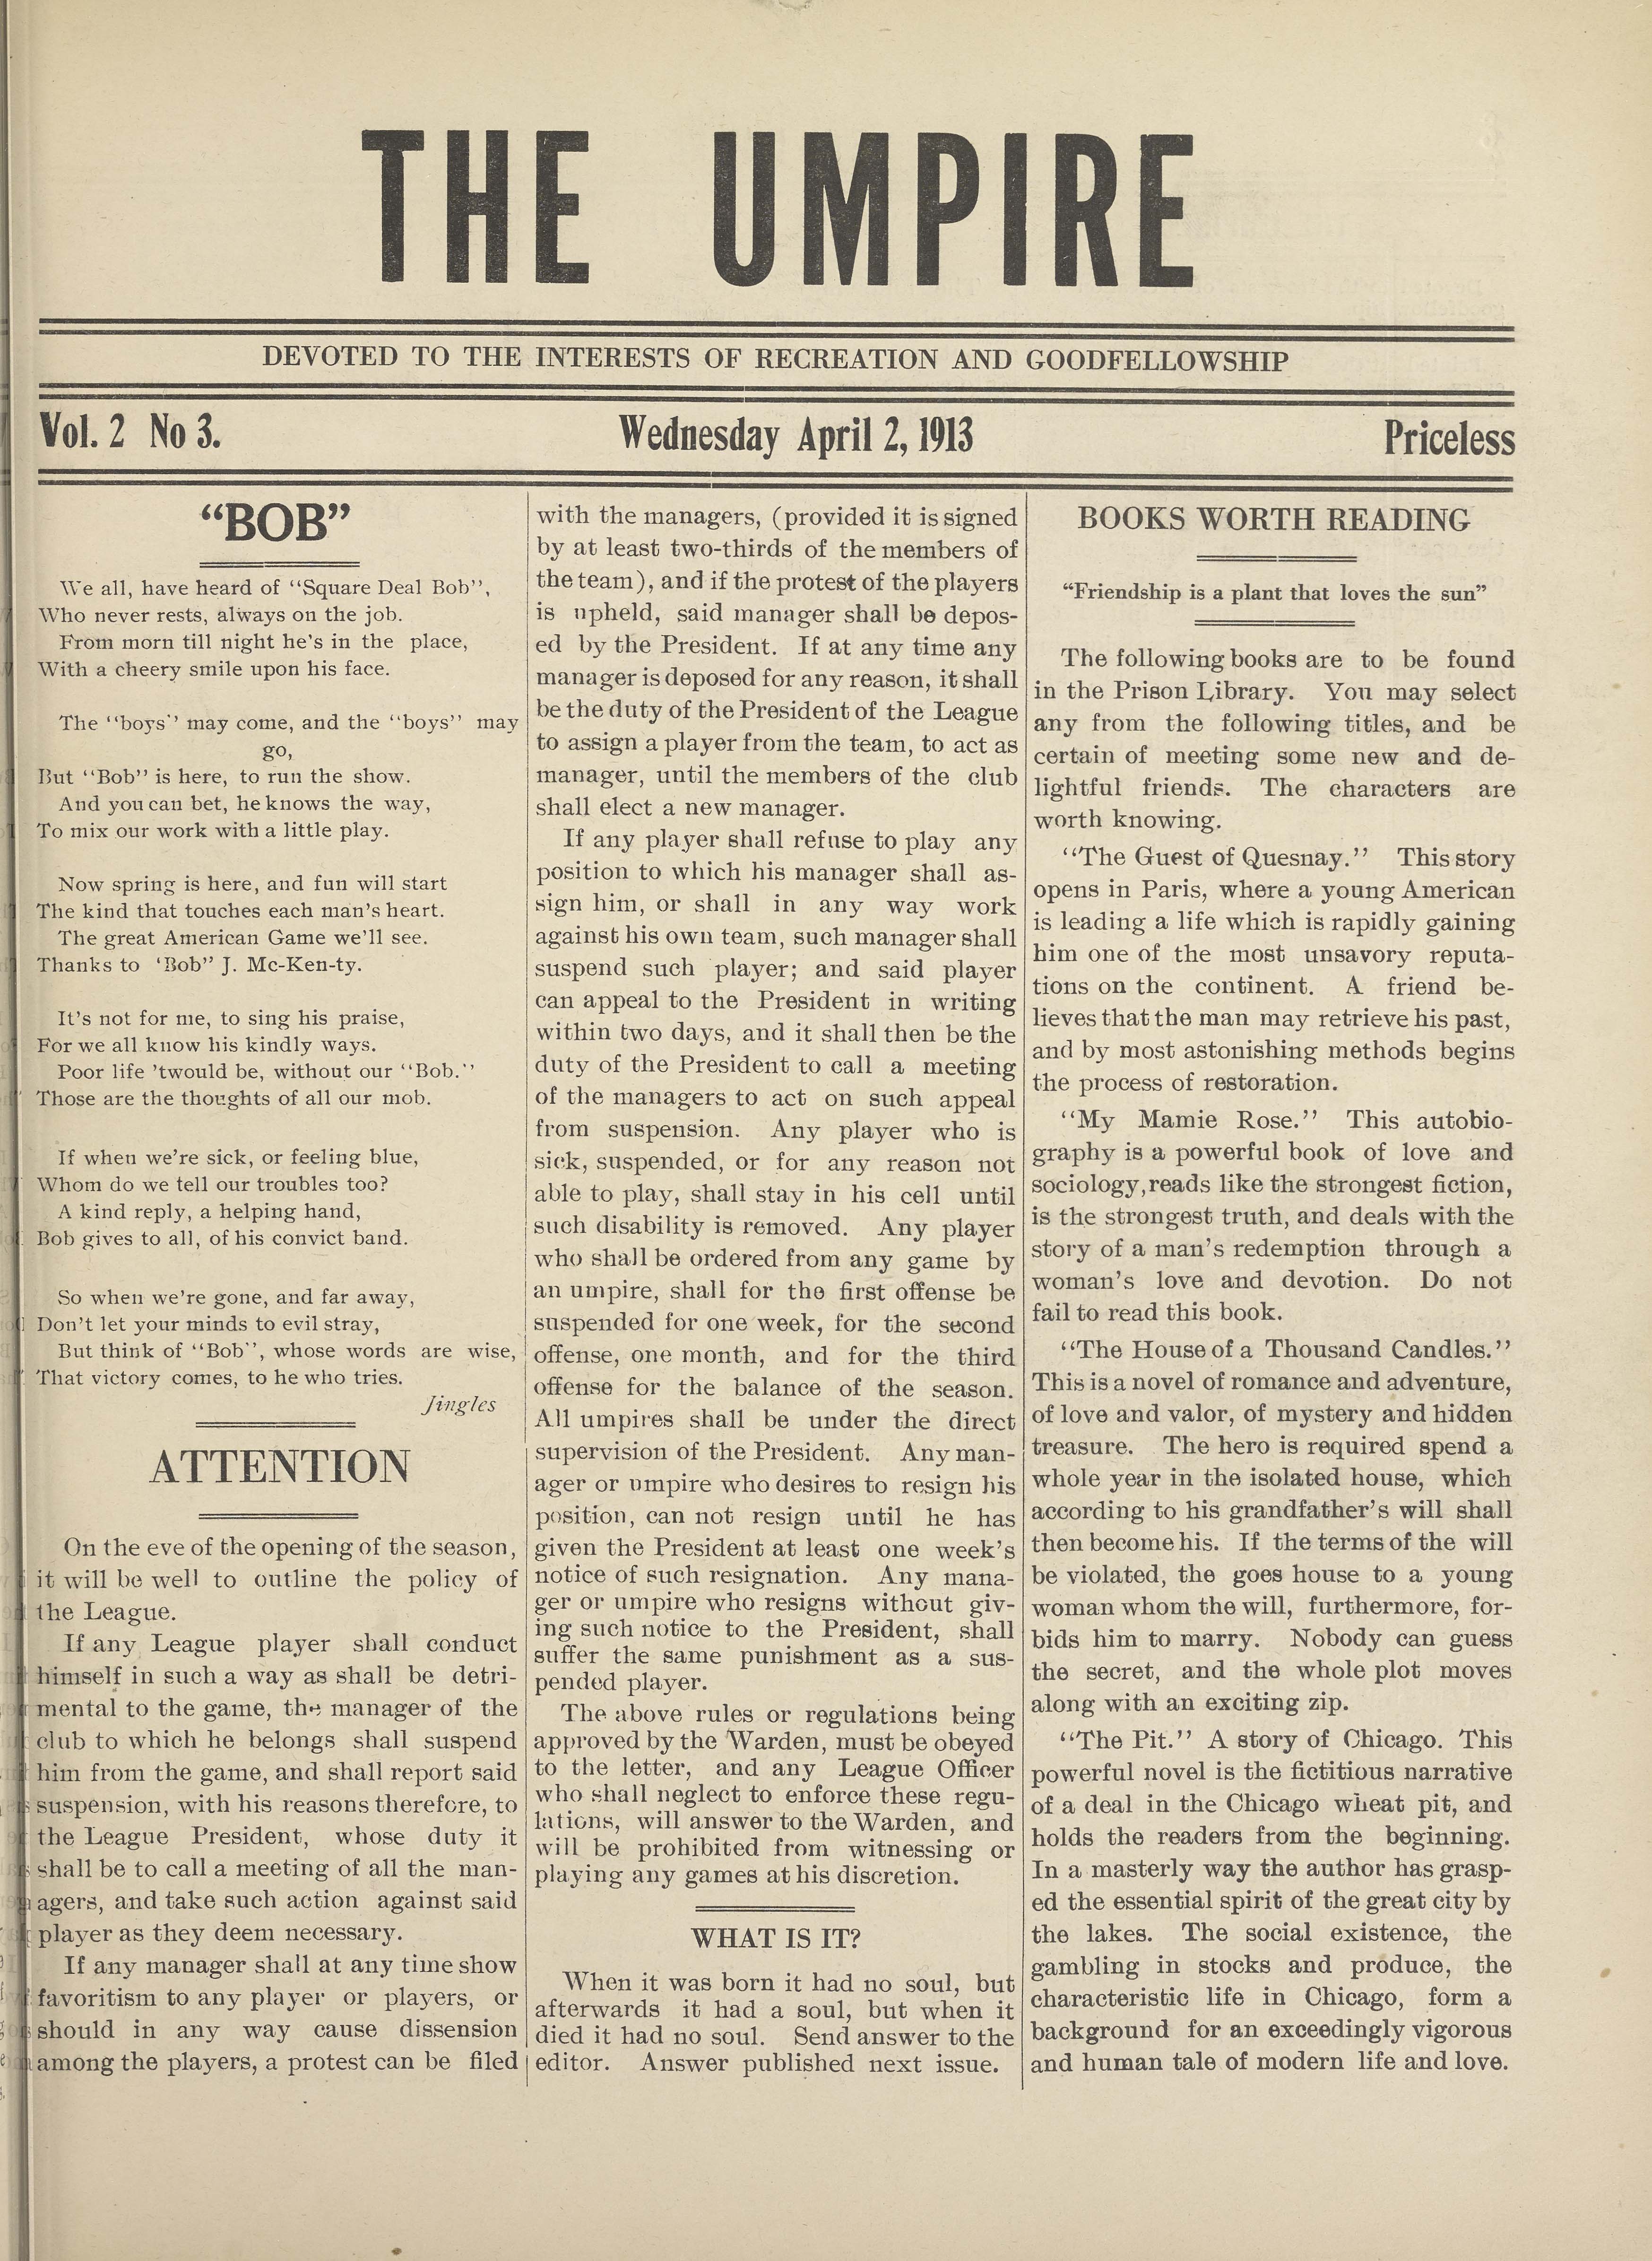 THE UMPIRE
DEVOTED TO THE INTERESTS OF RECREATION AND GOODFELLOWSHIP
Vol. 2 No 3.
Wednesday April 2, 1913
Priceless
“BOB”
We all, have heard of “Square Deal Bob”,
Who never rests, always on the job.
From morn till night he's in the place,
With a cheery smile upon his face.
The “boys” may come, and the “boys” may
go,
But “Bob” is here, to run the show.
And you can bet, he knows the way,
To mix our work with a little play.
Now spring is here, and fun will start
The kind that touches each man's heart.
The great American Game we'll see.
Thanks to ‘Bob” J. Mc-Ken-ty.
It's not for me, to sing his praise,
For we all know his kindly ways.
Poor life 'twould be, without our “Bob.”
Those are the thoughts of all our mob.
If when we're sick, or feeling blue,
Whom do we tell our troubles too?
A kind reply, a helping hand,
Bob gives to all, of his convict band.
So when we're gone, and far away,
Don't let your minds to evil stray,
But think of “Bob”, whose words are wise,
That victory comes, to he who tries.
Jingles
ATTENTION
On the eve of the opening of the season,
it will be well to outline the policy of
the League.
If any League player shall conduct
himself in such a way as shall be detri-
mental to the game, the manager of the
club to which he belongs shall suspend
him from the game, and shall report said
suspension, with his reasons therefore, to
the League President, whose duty it
shall be to call a meeting of all the man-
agers, and take such action against said
player as they deem necessary.
If any manager shall at any time show
favoritism to any player or players, or
should in any way cause dissension
among the players, a protest can be filed
with the managers, (provided it is signed
by at least two-thirds of the members of
the team), and if the protest of the players
is upheld, said manager shall be depos-
ed by the President. If at any time any
manager is deposed for any reason, it shall
be the duty of the President of the League
to assign a player from the team, to act as
manager, until the members of the club
shall elect a new manager.
If any player shall refuse to play any
position to which his manager shall as-
sign him, or shall in any way work
against his own team, such manager shall
suspend such player; and said player
can appeal to the President in writing
within two days, and it shall then be the
duty of the President to call a meeting
of the managers to act on such appeal
from suspension. Any player who is
sick, suspended, or for any reason not
able to play, shall stay in his cell until
such disability is removed. Any player
who shall be ordered from any game by
an umpire, shall for the first offense be
suspended for one week, for the second
offense, one month, and for the third
offense for the balance of the season.
All umpires shall be under the direct
supervision of the President. Any man-
ager or umpire who desires to resign his
position, can not resign until he has
given the President at least one week's
notice of such resignation. Any mana-
ger or umpire who resigns without giv-
ing such notice to the President, shall
suffer the same punishment as a sus-
pended player.
The above rules or regulations being
approved by the Warden, must be obeyed
to the letter, and any League Officer
who shall neglect to enforce these regu-
lations, will answer to the Warden, and
will be prohibited from witnessing or
playing any games at his discretion.
WHAT IS IT?
When it was born it had no soul, but
afterwards it had a soul, but when it
died it had no soul. Send answer to the
editor. Answer published next issue.
BOOKS WORTH READING
“Friendship is a plant that loves the sun”
The following books are to be found
in the Prison Library. You may select
any from the following titles, and be
certain of meeting some new and de-
lightful friends. The characters are
worth knowing.
“The Guest of Quesnay.” This story
opens in Paris, where a young American
is leading a life which is rapidly gaining
him one of the most unsavory reputa-
tions on the continent. A friend be-
lieves that the man may retrieve his past,
and by most astonishing methods begins
the process of restoration.
“My Mamie Rose.” This autobio-
graphy is a powerful book of love and
sociology, reads like the strongest fiction,
is the strongest truth, and deals with the
story of a man's redemption through a
woman's love and devotion. Do not
fail to read this book.
“The House of a Thousand Candles.”
This is a novel of romance and adventure,
of love and valor, of mystery and hidden
treasure. The hero is required spend a
whole year in the isolated house, which
according to his grandfather's will shall
then become his. If the terms of the will
be violated, the goes house to a young
woman whom the will, furthermore, for-
bids him to marry. Nobody can guess
the secret, and the whole plot moves
along with an exciting zip.
“The Pit.” A story of Chicago. This
powerful novel is the fictitious narrative
of a deal in the Chicago wheat pit, and
holds the readers from the beginning.
In a masterly way the author has grasp-
ed the essential spirit of the great city by
the lakes. The social existence, the
gambling in stocks and produce, the
characteristic life in Chicago, form a
background for an exceedingly vigorous
and human tale of modern life and love.